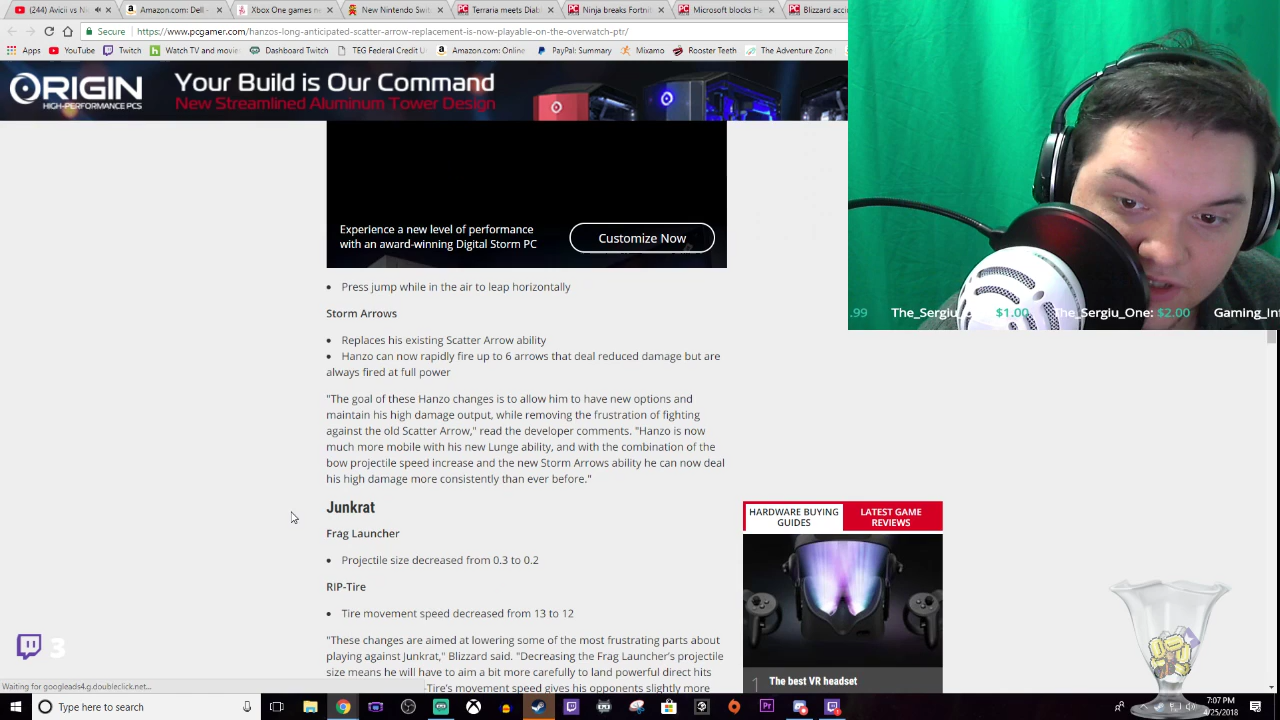 (244) Avicii vs Ni
Amazon.com: Dell
Xbox One games ne
New Nintendo Swit
Terraria meets Diab
Ninja breaks Fortnit
Microsoft blocks H
Blizzard acci
Secure
https://www.pcgamer.com/hanzos-long-anticipated-scatter-arrow-replacement-is-now-playable-on-the-overwatch-ptr/
Apps
YouTube
Twitch
Watch TV and movies
DistroKid
TEG Federal Credit U
Amazon.com: Online
PayPal: Summary
Mixamo
Rooster Teeth
The Adventure Zone
ORIGIN
HIGH-PERFORMANCE PCS
Your Build is Our Command
New Streamlined Aluminum Tower Design
Experience a new level of performance
with an award-winning Digital Storm PC
Customize Now
• Press jump while in the air to leap horizontally
Storm Arrows
• Replaces his existing Scatter Arrow ability
• Hanzo can now rapidly fire up to 6 arrows that deal reduced damage but are
always fired at full power
"The goal of these Hanzo changes is to allow him to have new options and
maintain his high damage output, while removing the frustration of fighting
against the old Scatter Arrow," read the developer comments. "Hanzo is now
much more mobile with his new Lunge ability, and with the combination of the
bow projectile speed increase and the new Storm Arrows ability he can now deal
his high damage more consistently than ever before."
Junkrat
Frag Launcher
• Projectile size decreased from 0.3 to 0.2
RIP-Tire
• Tire movement speed decreased from 13 to 12
"These changes are aimed at lowering some of the most frustrating parts about
playing against Junkrat," Blizzard said. "Decreasing the Frag Launcher's projectile
size means he will have to aim a bit more carefully to land powerful direct hits
-Tire's movement speed gives his opponents slightly more
HARDWARE BUYING
GUIDES
LATEST GAME
REVIEWS
1 The best VR headset
.99 The_Sergiu_ $1.00 The_Sergiu_One: $2.00 Gaming_In
3
Waiting for googleads4.g.doubleclick.net...
Type here to search
7:07 PM
4/25/2018